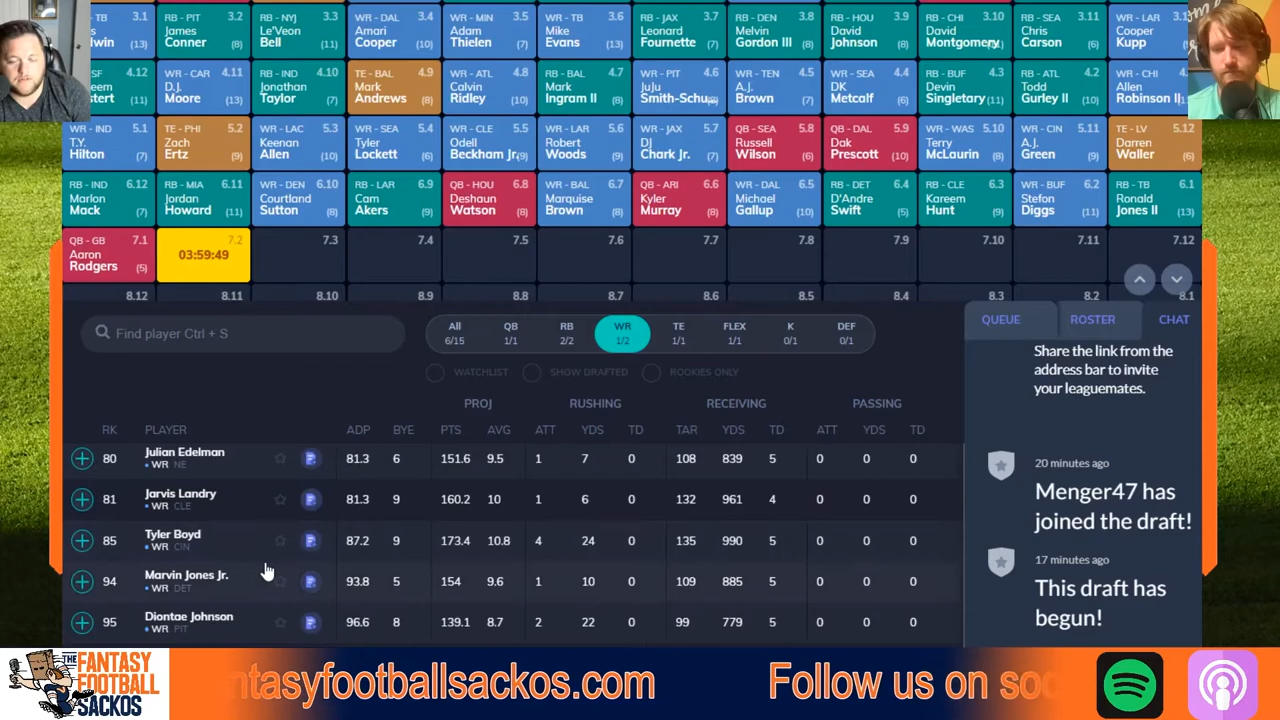 WR - TB 3.1 RB - PIT 3.2 RB - NYJ 3.3 WR - DAL 3.4 WR - MIN 3.5 WR - TB 3.6 RB - JAX 3.7 RB - DEN 3.8 RB - HOU 3.9 RB - CHI 3.10 RB - SEA 3.11 WR - LAR
James Le'Veon Amari Adam Mike Leonard Melvin David David Chris Cooper
(13) Conner (8) Bell (11) Cooper (10) Thielen (7) Evans (13) Fournette (7) Gordon III (8) Johnson (8) Montgomery Carson (6) Kupp
4.12 WR - CAR 4.11 RB - IND 4.10 TE - BAL 4.9 WR - ATL 4.8 RB - BAL 4.7 WR - PIT 4.6 WR - TEN 4.5 WR - SEA 4.4 RB - BUF 4.3 RB - ATL 4.2 WR - CHI
D.J. Jonathan Mark Calvin Mark JuJu A.J. DK Devin Todd Allen
(11) Moore (13) Taylor (7) Andrews (8) Ridley (10) Ingram II (8) Smith-Schu... Brown (7) Metcalf (6) Singletary (11) Gurley II (10) Robinson II
WR - IND 5.1 TE - PHI 5.2 WR - LAC 5.3 WR - SEA 5.4 WR - CLE 5.5 WR - LAR 5.6 WR - JAX 5.7 QB - SEA 5.8 QB - DAL 5.9 WR - WAS 5.10 WR - CIN 5.11 TE - LV 5.12
T.Y. Zach Keenan Tyler Odell Robert DJ Russell Dak Terry A.J. Darren
Hilton (7) Ertz (9) Allen (10) Lockett (6) Beckham Jr. (9) Woods (9) Chark Jr. (7) Wilson (6) Prescott (10) McLaurin (8) Green (9) Waller (6)
RB - IND 6.12 RB - MIA 6.11 WR - DEN 6.10 RB - LAR 6.9 QB - HOU 6.8 WR - BAL 6.7 QB - ARI 6.6 WR - DAL 6.5 RB - DET 6.4 RB - CLE 6.3 WR - BUF 6.2 RB - TB 6.1
Marlon Jordan Courtland Cam Deshaun Marquise Kyler Michael D'Andre Kareem Stefon Ronald
Mack (7) Howard (11) Sutton (8) Akers (9) Watson (8) Brown (8) Murray (8) Gallup (10) Swift (5) Hunt (9) Diggs (11) Jones II (13)
QB - GB 7.1 7.2 7.3 7.4 7.5 7.6 7.7 7.8 7.9 7.10 7.11 7.12
Aaron
Rodgers (5) 03:59:49
8.12 8.11 8.10 8.9 8.8 8.7 8.6 8.5 8.4 8.3 8.2 8.1
Find player Ctrl + S
All QB RB WR TE FLEX K DEF
6/15 1/1 2/2 1/2 1/1 1/1 0/1 0/1
WATCHLIST SHOW DRAFTED ROOKIES ONLY
PROJ RUSHING RECEIVING PASSING
RK PLAYER ADP BYE PTS AVG ATT YDS TD TAR YDS TD ATT YDS TD
80 Julian Edelman WR NE 81.3 6 151.6 9.5 1 7 0 108 839 5 0 0 0
81 Jarvis Landry WR CLE 81.3 9 160.2 10 1 6 0 132 961 4 0 0 0
85 Tyler Boyd WR CIN 87.2 9 173.4 10.8 4 24 0 135 990 5 0 0 0
94 Marvin Jones Jr. WR DET 93.8 5 154 9.6 1 10 0 109 885 5 0 0 0
95 Diontae Johnson WR PIT 96.6 8 139.1 8.7 2 22 0 99 779 5 0 0 0
QUEUE ROSTER CHAT
Share the link from the
address bar to invite
your leaguemates.
20 minutes ago
Menger47 has
joined the draft!
17 minutes ago
This draft has
begun!
THE
FANTASY
FOOTBALL
SACKOS
ntasyfootballsackos.com Follow us on soc